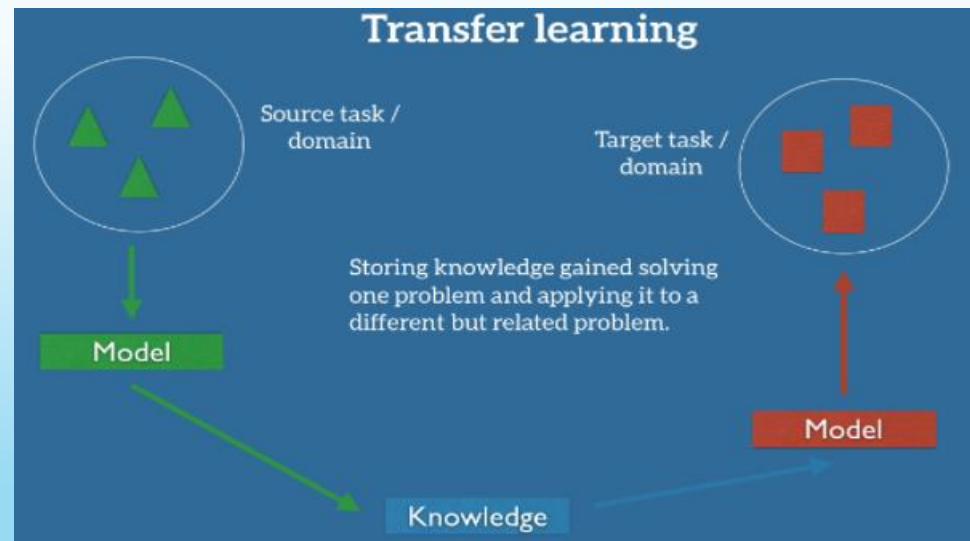 Transfer learning
Source task /
domain
Target task /
domain
Storing knowledge gained solving
one problem and applying it to a
different but related problem.
Model
Model
Knowledge